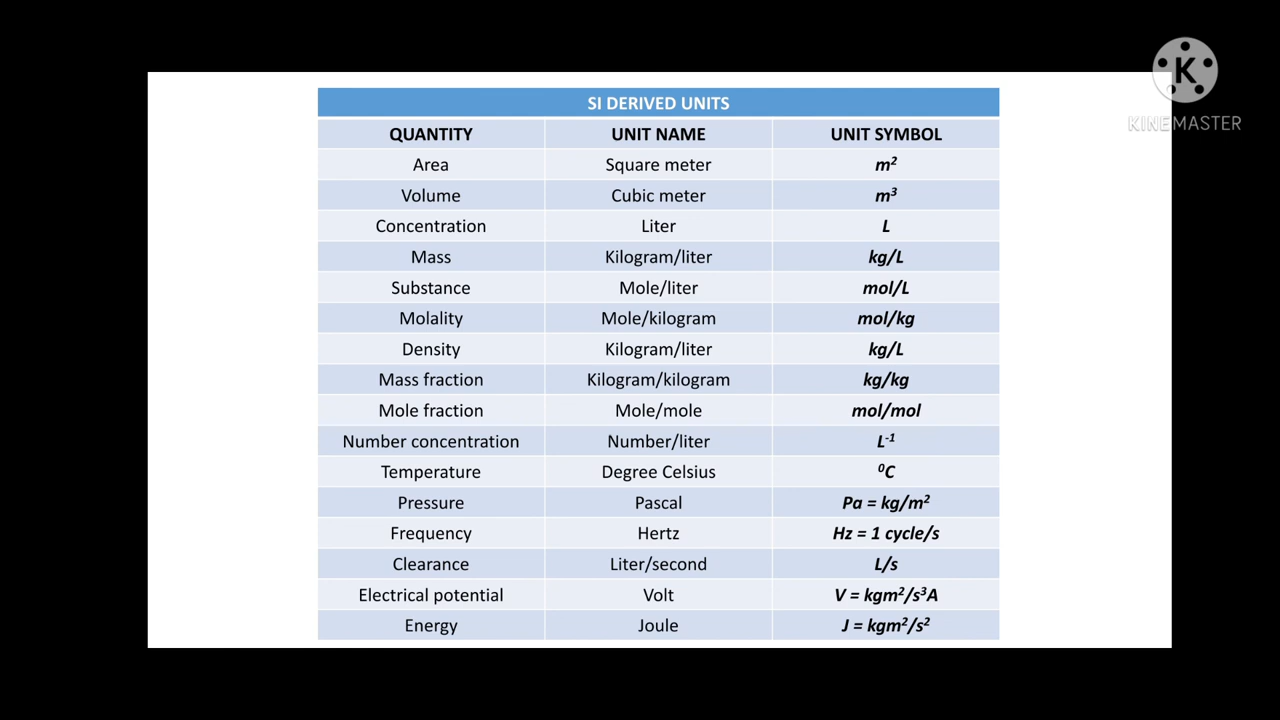 K
KINEMASTER
SI DERIVED UNITS
QUANTITY UNIT NAME UNIT SYMBOL
Area Square meter m²
Volume Cubic meter m³
Concentration Liter L
Mass Kilogram/liter kg/L
Substance Mole/liter mol/L
Molality Mole/kilogram mol/kg
Density Kilogram/liter kg/L
Mass fraction Kilogram/kilogram kg/kg
Mole fraction Mole/mole mol/mol
Number concentration Number/liter L⁻¹
Temperature Degree Celsius ⁰C
Pressure Pascal Pa = kg/m²
Frequency Hertz Hz = 1 cycle/s
Clearance Liter/second L/s
Electrical potential Volt V = kgm²/s³A
Energy Joule J = kgm²/s²